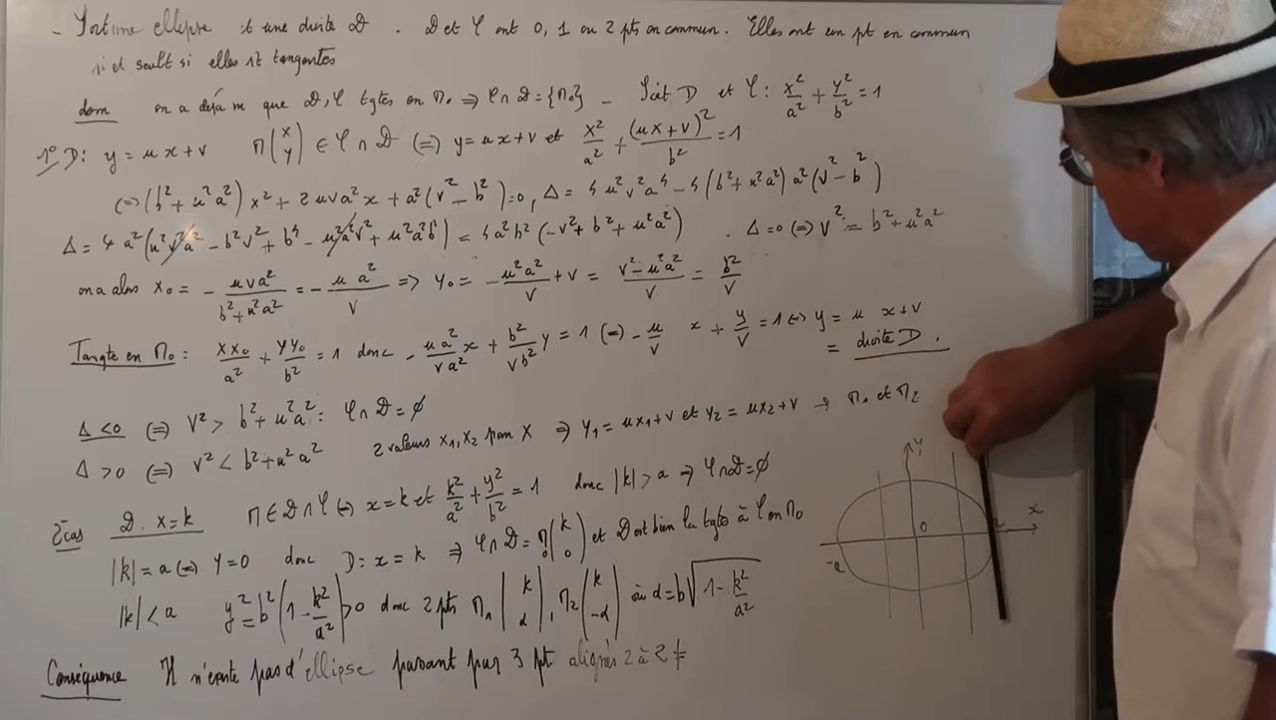 - Soit une ellipse et une droite D . D et φ ont 0, 1 ou 2 pts en commun. Elles ont un pt en commun
si et seult si elles st tangentes
dem on a déjà vu que D, φ tgtes en M₀ ⇒ φ ∩ D = {M₀} - Soit D et φ : x²/a² + y²/b² = 1
1° D : y = ux + v M(x y) ∈ φ ∩ D (=) y = ux + v et x²/a² + (ux+v)²/b² = 1
(=) (b² + u²a²) x² + 2uva²x + a²(v² - b²) = 0, Δ = 4u²v²a⁴ - 4(b² + u²a²) a²(v² - b²)
Δ = 4a²(u²v²a² - b²v² + b⁴ - u²a²v² + u²a²b²) = 4a²b²(-v² + b² + u²a²) . Δ=0 (=) v² = b² + u²a²
on a alors x₀ = - uva²/(b²+u²a²) = - ua²/v ⇒ y₀ = - u²a²/v + v = (v² - u²a²)/v = b²/v
Tangte en M₀ : xx₀/a² + yy₀/b² = 1 donc - ua²/(va²) x + b²/(vb²) y = 1 (=) - u/v x + y/v = 1 (=) y = u x + v
= droite D.
Δ<0 (=) v² > b² + u²a² : φ ∩ D = ∅
Δ>0 (=) v² < b² + u²a² 2 valeurs x₁, x₂ pour x ⇒ y₁ = ux₁ + v et y₂ = ux₂ + v → M₁ et M₂
2è cas D : x = k M ∈ D ∩ φ (=) x = k et k²/a² + y²/b² = 1 donc |k| > a ⇒ φ ∩ D = ∅
|k| = a (=) y = 0 donc D : x = k ⇒ φ ∩ D = M₀(k 0) et D est bien la tgte à φ en M₀
|k| < a y² = b²(1 - k²/a²) > 0 donc 2 pts M₁(k α), M₂(k -α) où α = b√(1 - k²/a²)
Conséquence Il n'existe pas d'ellipse passant par 3 pt alignés 2 à 2 ≠
y
x
0
-a